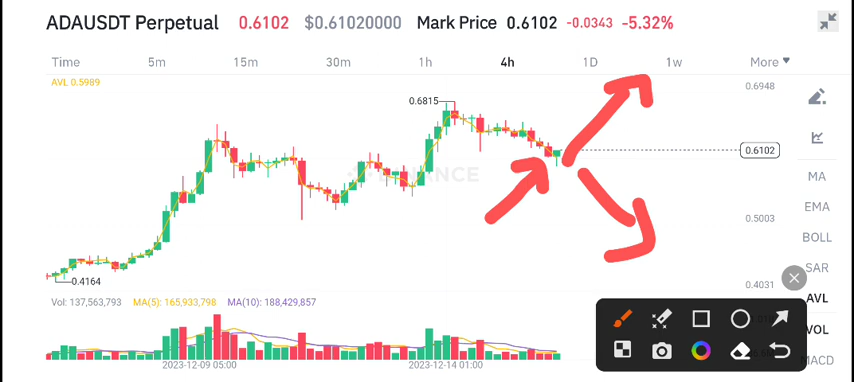 ADAUSDT Perpetual 0.6102 $0.61020000 Mark Price 0.6102 -0.0343 -5.32%
Time 5m 15m 30m 1h 4h 1D 1w More
AVL 0.5989
0.6948
0.6815
0.6102
BINANCE
MA
EMA
0.5003
BOLL
SAR
0.4164
0.4031
AVL
Vol: 137,563,793 MA(5): 165,933,798 MA(10): 188,429,857
VOL
MACD
2023-12-09 05:00 2023-12-14 01:00